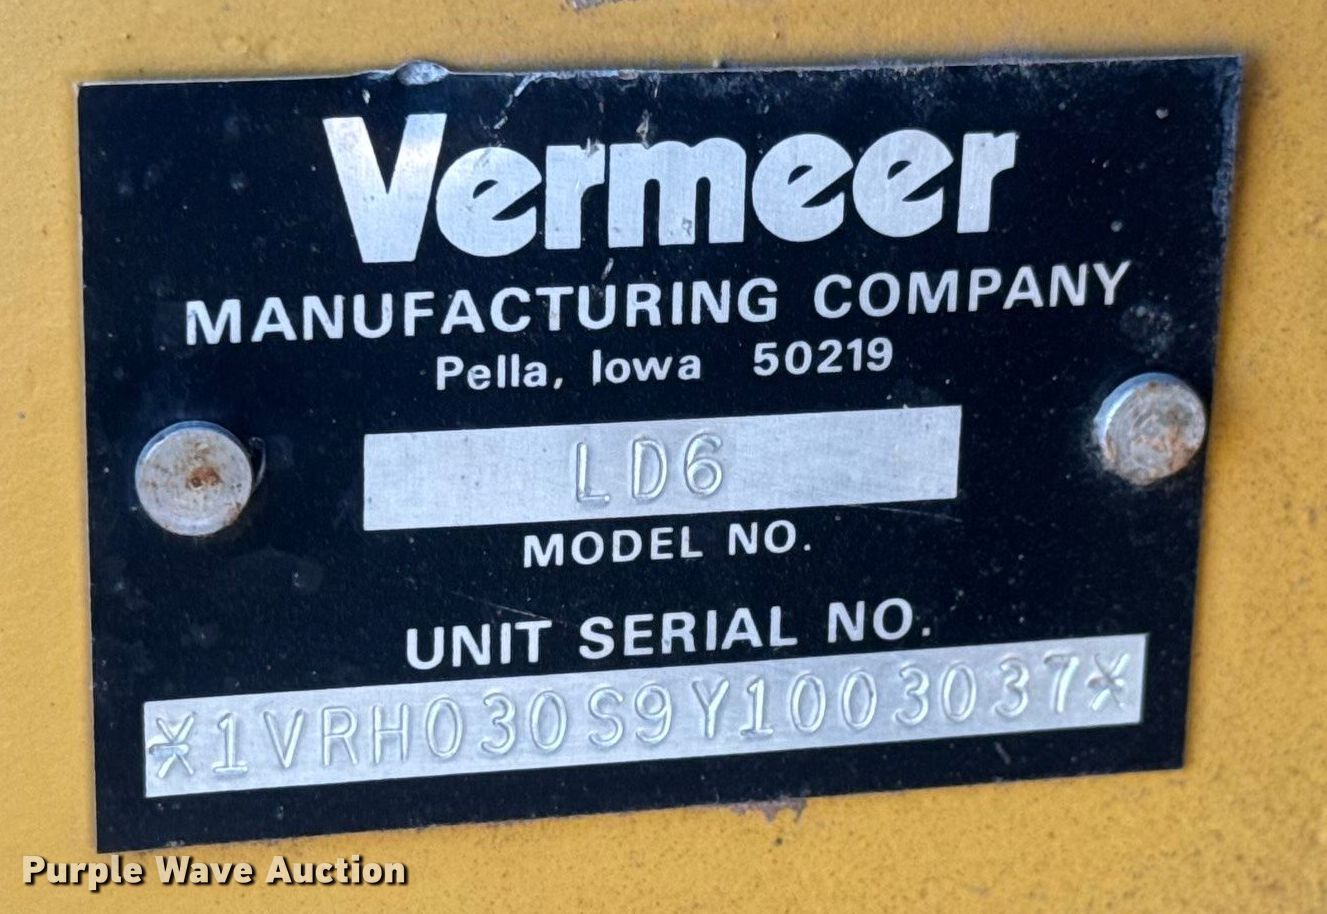 Vermeer
MANUFACTURING COMPANY
Pella, Iowa 50219
LD6
MODEL NO.
UNIT SERIAL NO.
*1VRH030S9Y1003037*
Purple Wave Auction